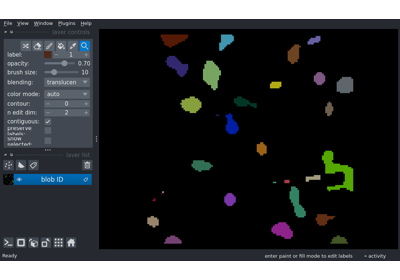 File View Window Plugins Help
layer controls
label: 1
opacity: 0.70
brush size: 10
blending: translucen
color mode: auto
contour: 0
n edit dim: 2
contiguous:
preserve
labels:
show
selected:
layer list
blob ID
Ready enter paint or fill mode to edit labels activity